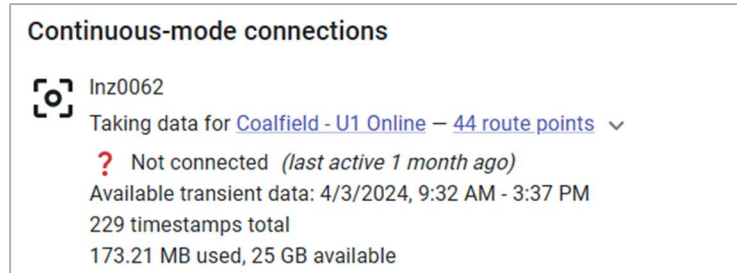 Continuous-mode connections
lnz0062
Taking data for Coalfield - U1 Online — 44 route points
? Not connected (last active 1 month ago)
Available transient data: 4/3/2024, 9:32 AM - 3:37 PM
229 timestamps total
173.21 MB used, 25 GB available